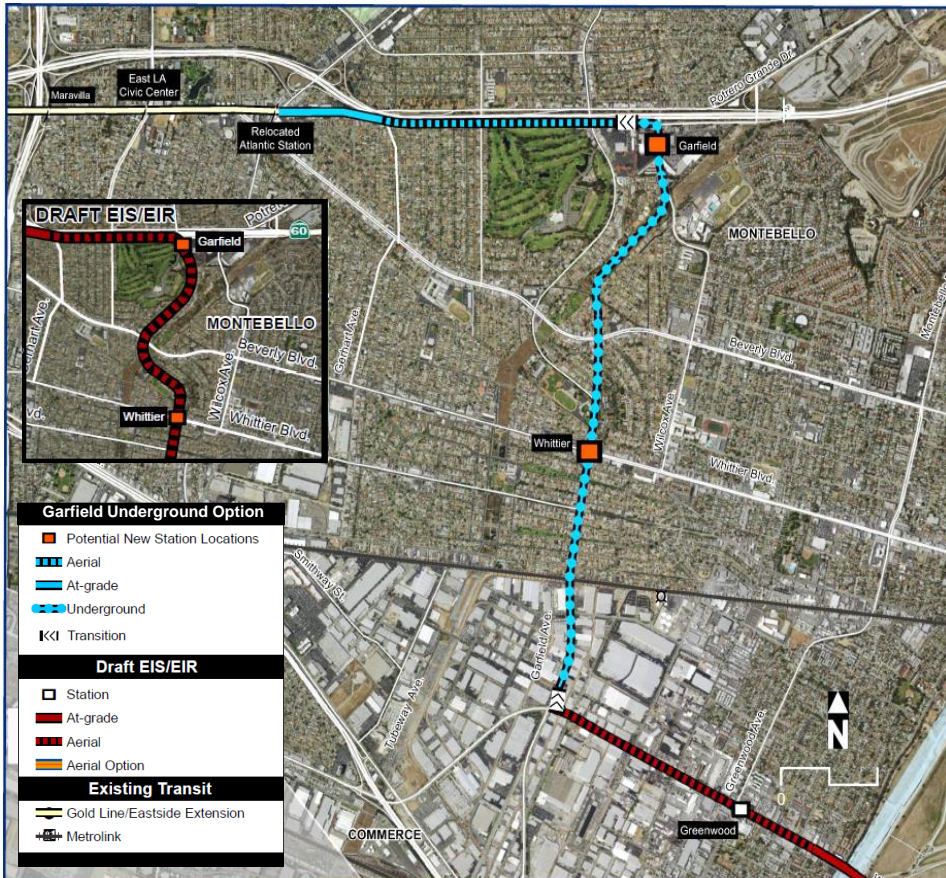 Potrero Grande Dr.
East LA
Civic Center
Maravilla
Relocated
Atlantic Station
Garfield
DRAFT EIS/EIR
60
Garfield
MONTEBELLO
Gerhart Ave.
MONTEBELLO
Beverly Blvd.
Wilcox Ave.
Whittier
Whittier Blvd.
Beverly Blvd.
Wilcox Ave.
Whittier
Whittier Blvd.
Garfield Underground Option
Potential New Station Locations
Aerial
At-grade
Underground
Transition
Draft EIS/EIR
Station
At-grade
Aerial
Aerial Option
Existing Transit
Gold Line/Eastside Extension
Metrolink
Smithway St.
Garfield Ave.
Tubeway Ave.
Greenwood Ave.
N
0
COMMERCE
Greenwood